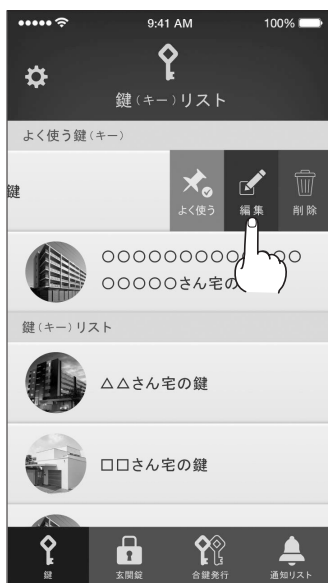 9:41 AM 100%
鍵(キー)リスト
よく使う鍵(キー)
鍵
よく使う 編集 削除
○○○○○○○○○○○○○
○○○○○さん宅の
鍵(キー)リスト
△△さん宅の鍵
□□さん宅の鍵
鍵 玄関錠 合鍵発行 通知リスト